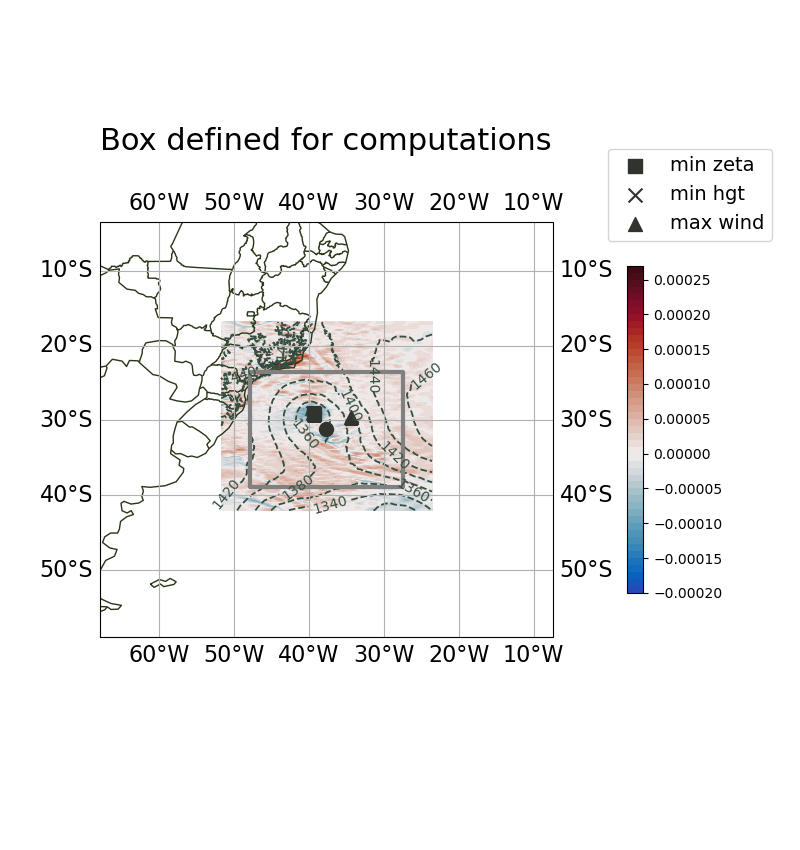 Box defined for computations
min zeta
min hgt
max wind
60°W 50°W 40°W 30°W 20°W 10°W
10°S 10°S
20°S 20°S
30°S 30°S
40°S 40°S
50°S 50°S
60°W 50°W 40°W 30°W 20°W 10°W
1440
1460
1400
1360
1420
1420
1380
1360
1340
0.00025
0.00020
0.00015
0.00010
0.00005
0.00000
−0.00005
−0.00010
−0.00015
−0.00020